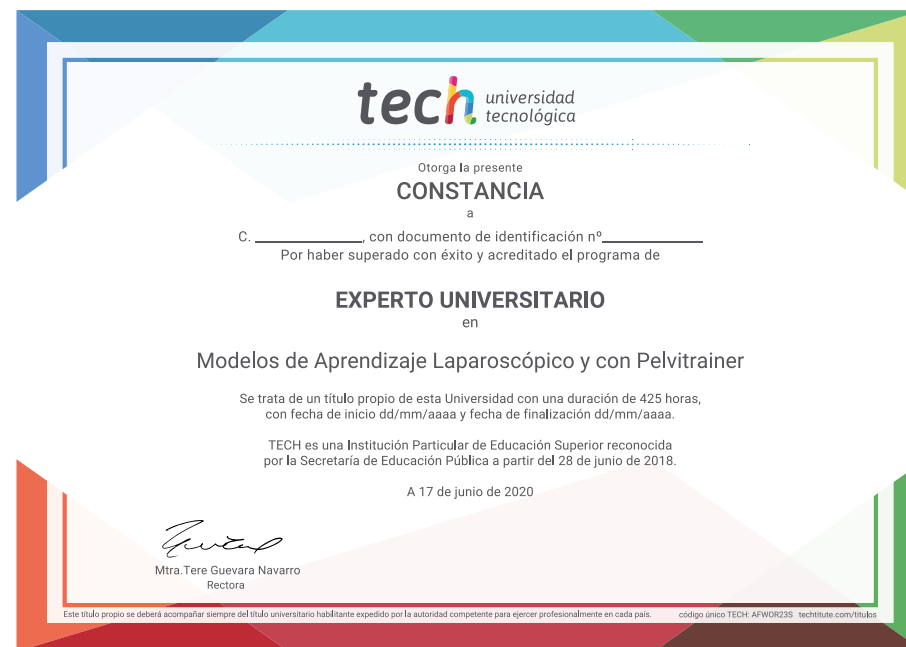 tech universidad
tecnológica
Otorga la presente
CONSTANCIA
a
C. ______________, con documento de identificación nº_____________
Por haber superado con éxito y acreditado el programa de
EXPERTO UNIVERSITARIO
en
Modelos de Aprendizaje Laparoscópico y con Pelvitrainer
Se trata de un título propio de esta Universidad con una duración de 425 horas,
con fecha de inicio dd/mm/aaaa y fecha de finalización dd/mm/aaaa.
TECH es una Institución Particular de Educación Superior reconocida
por la Secretaría de Educación Pública a partir del 28 de junio de 2018.
A 17 de junio de 2020
Mtra.Tere Guevara Navarro
Rectora
Este título propio se deberá acompañar siempre del título universitario habilitante expedido por la autoridad competente para ejercer profesionalmente en cada país. código único TECH: AFWOR23S techtitute.com/titulos